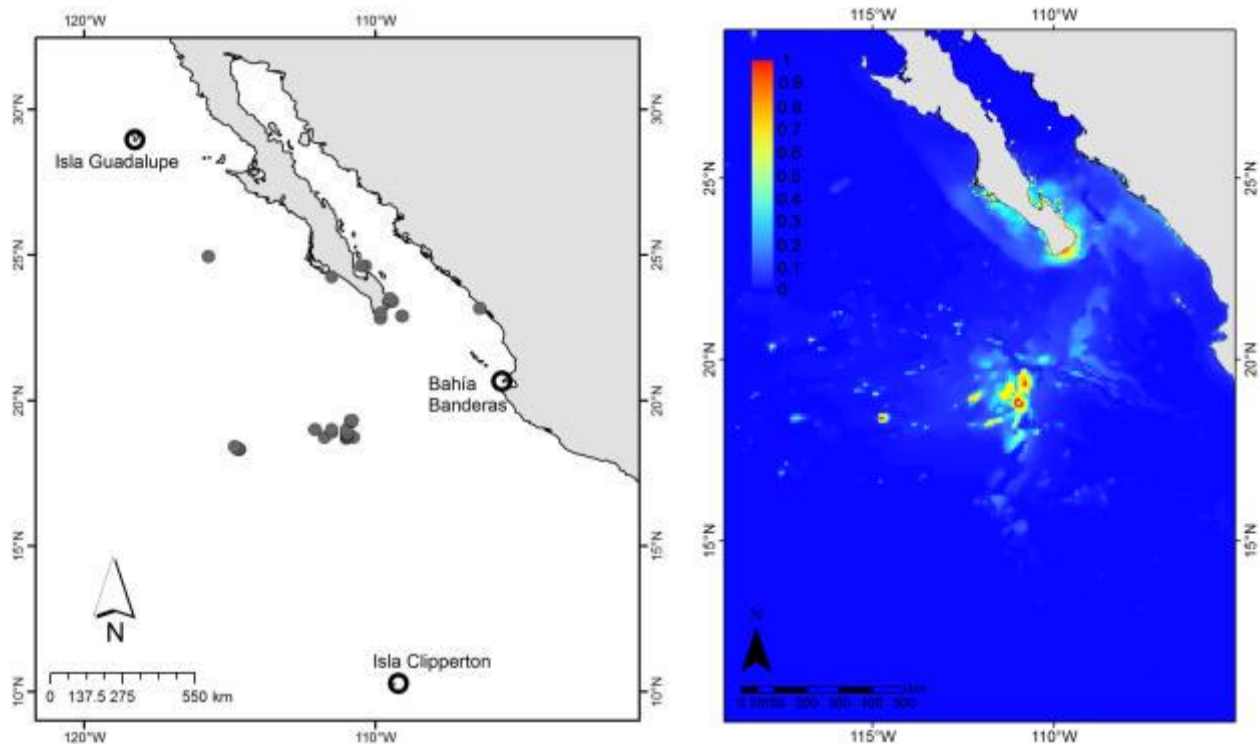 120°W 110°W
30°N 30°N
Isla Guadalupe
25°N 25°N
Bahía
Banderas
20°N 20°N
15°N 15°N
N
Isla Clipperton
0 137.5 275 550 km
10°N 10°N
120°W 110°W
115°W 110°W
1
0.9
0.8
0.7
0.6
0.5
0.4
0.3
0.2
0.1
0
25°N 25°N
20°N 20°N
15°N 15°N
N
115°W 110°W